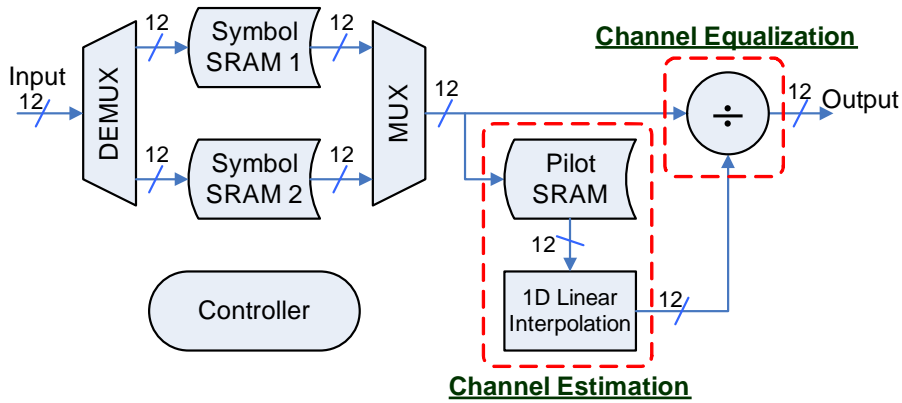 Input
12
DEMUX
12
Symbol
SRAM 1
12
12
Symbol
SRAM 2
12
MUX
12
Channel Equalization
÷
12
Output
Pilot
SRAM
12
1D Linear
Interpolation
12
Channel Estimation
Controller